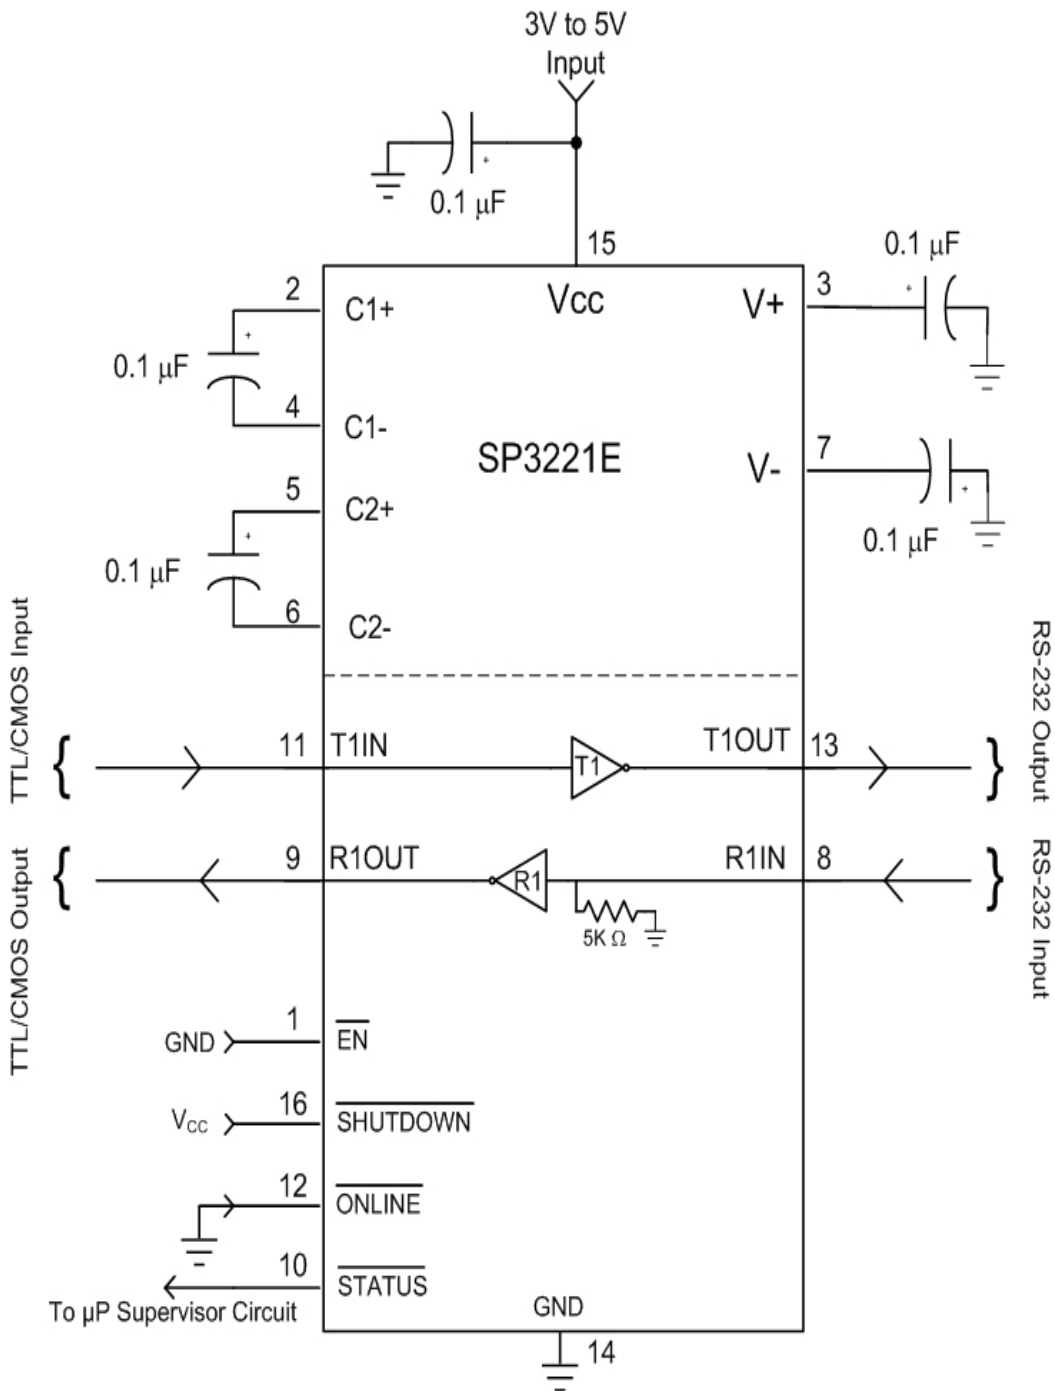 3V to 5V
Input
+
0.1 μF
15
0.1 μF
2
C1+
Vcc
V+
3
+
+
0.1 μF
4
C1-
SP3221E
V-
7
5
C2+
+
+
0.1 μF
0.1 μF
6
C2-
TTL/CMOS Input
RS-232 Output
11
T1IN
T1
T1OUT
13
TTL/CMOS Output
RS-232 Input
9
R1OUT
R1
R1IN
8
5K Ω
1
GND
EN
16
VCC
SHUTDOWN
12
ONLINE
10
STATUS
To μP Supervisor Circuit
GND
14